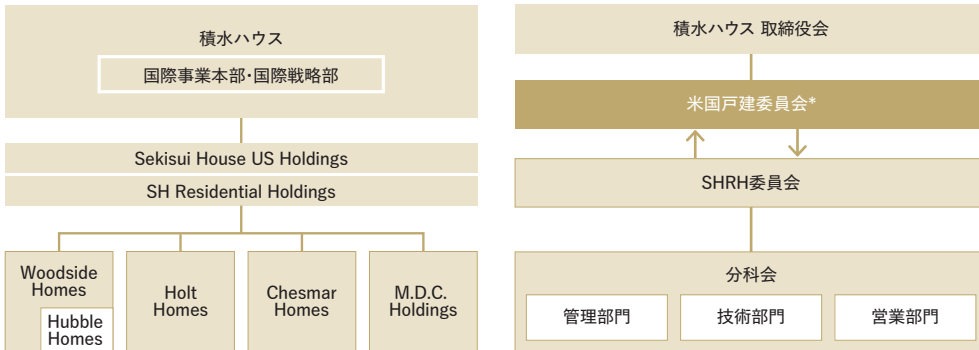 積水ハウス
国際事業本部・国際戦略部
Sekisui House US Holdings
SH Residential Holdings
Woodside
Homes
Hubble
Homes
Holt
Homes
Chesmar
Homes
M.D.C.
Holdings
積水ハウス 取締役会
米国戸建委員会*
SHRH委員会
分科会
管理部門
技術部門
営業部門